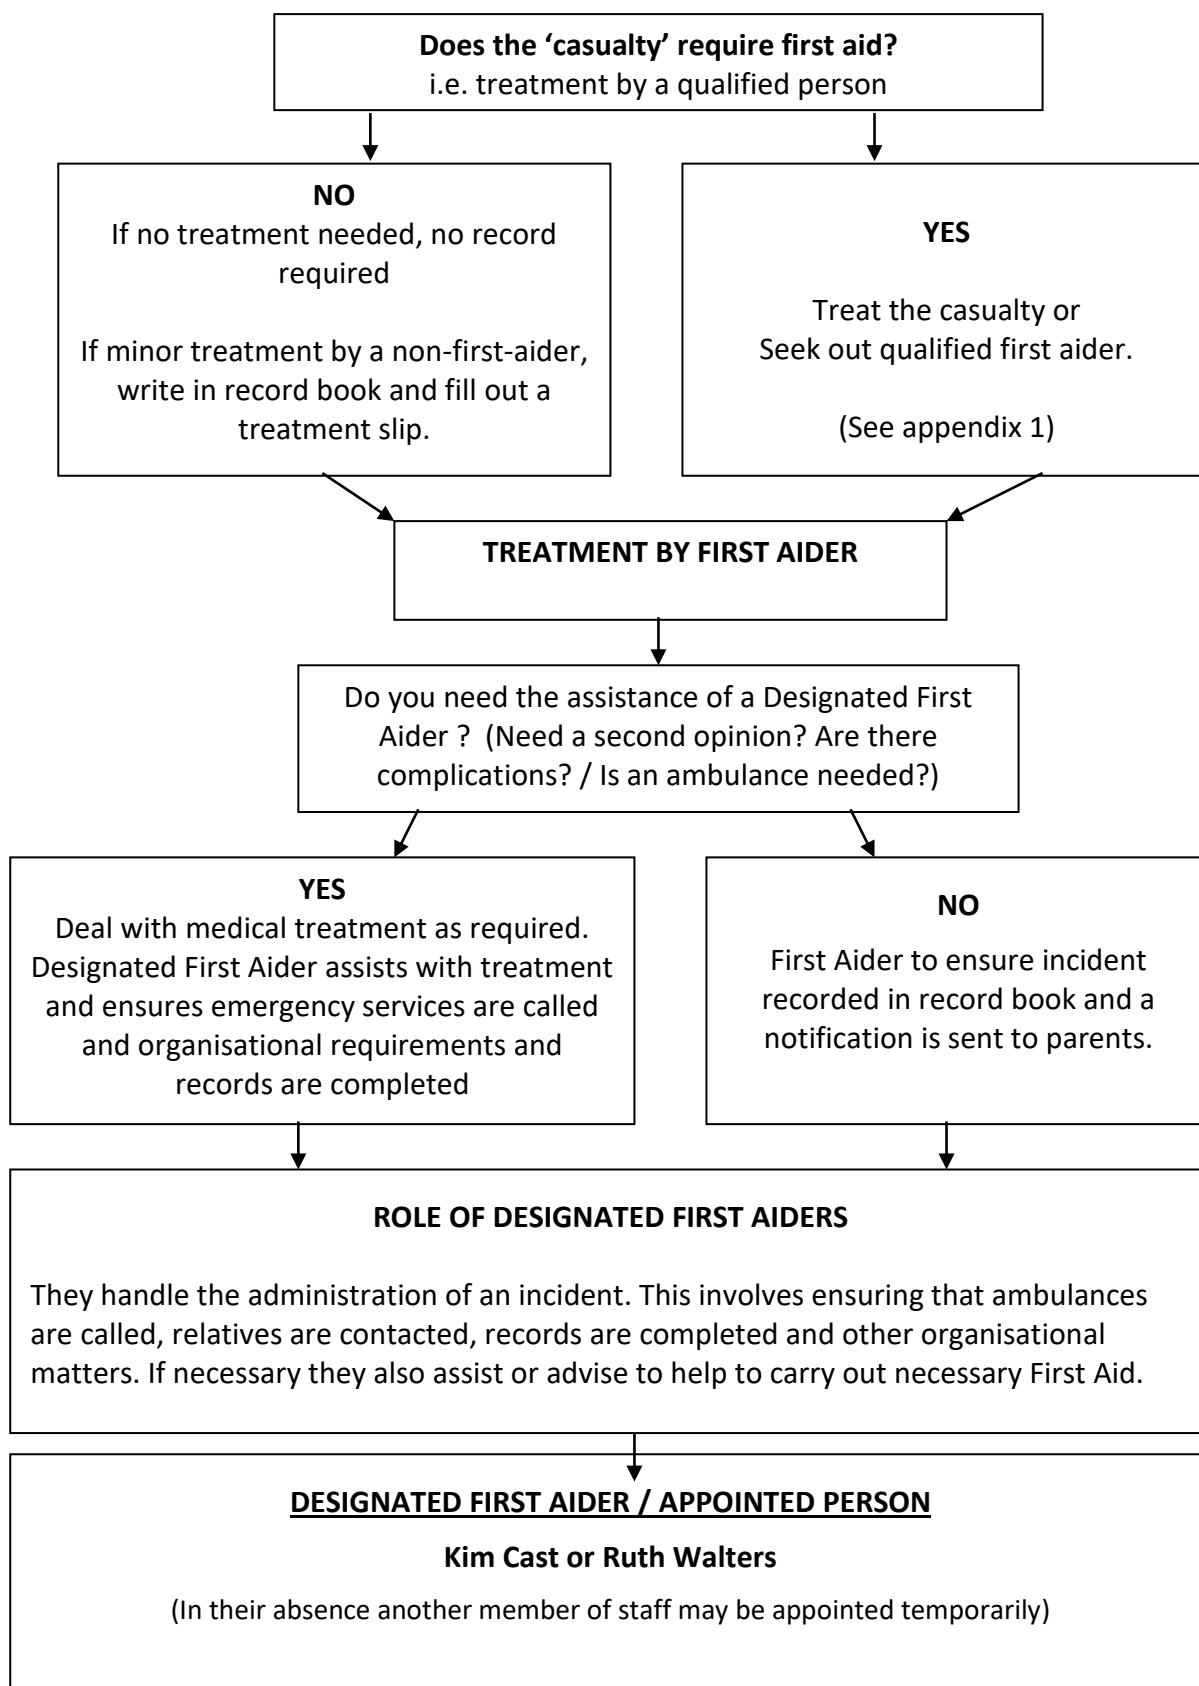 Does the ‘casualty’ require first aid?
i.e. treatment by a qualified person
NO
If no treatment needed, no record
required
If minor treatment by a non-first-aider,
write in record book and fill out a
treatment slip.
YES
Treat the casualty or
Seek out qualified first aider.
(See appendix 1)
TREATMENT BY FIRST AIDER
Do you need the assistance of a Designated First
Aider ?  (Need a second opinion? Are there
complications? / Is an ambulance needed?)
YES
Deal with medical treatment as required.
Designated First Aider assists with treatment
and ensures emergency services are called
and organisational requirements and
records are completed
NO
First Aider to ensure incident
recorded in record book and a
notification is sent to parents.
ROLE OF DESIGNATED FIRST AIDERS
They handle the administration of an incident. This involves ensuring that ambulances
are called, relatives are contacted, records are completed and other organisational
matters. If necessary they also assist or advise to help to carry out necessary First Aid.
DESIGNATED FIRST AIDER / APPOINTED PERSON
Kim Cast or Ruth Walters
(In their absence another member of staff may be appointed temporarily)